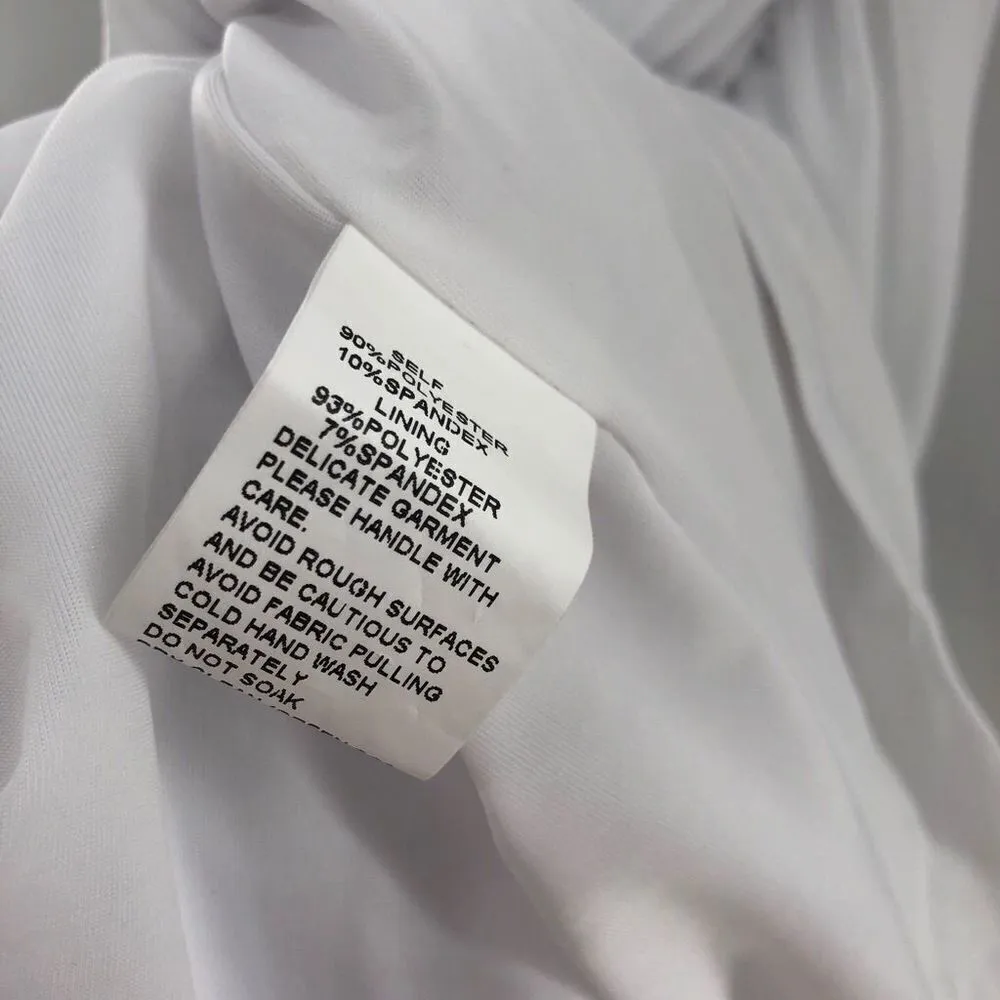 SELF
90%POLYESTER
10%SPANDEX
LINING
93%POLYESTER
7%SPANDEX
DELICATE GARMENT
PLEASE HANDLE WITH
CARE.
AVOID ROUGH SURFACES
AND BE CAUTIOUS TO
AVOID FABRIC PULLING
COLD HAND WASH
SEPARATELY
DO NOT SOAK